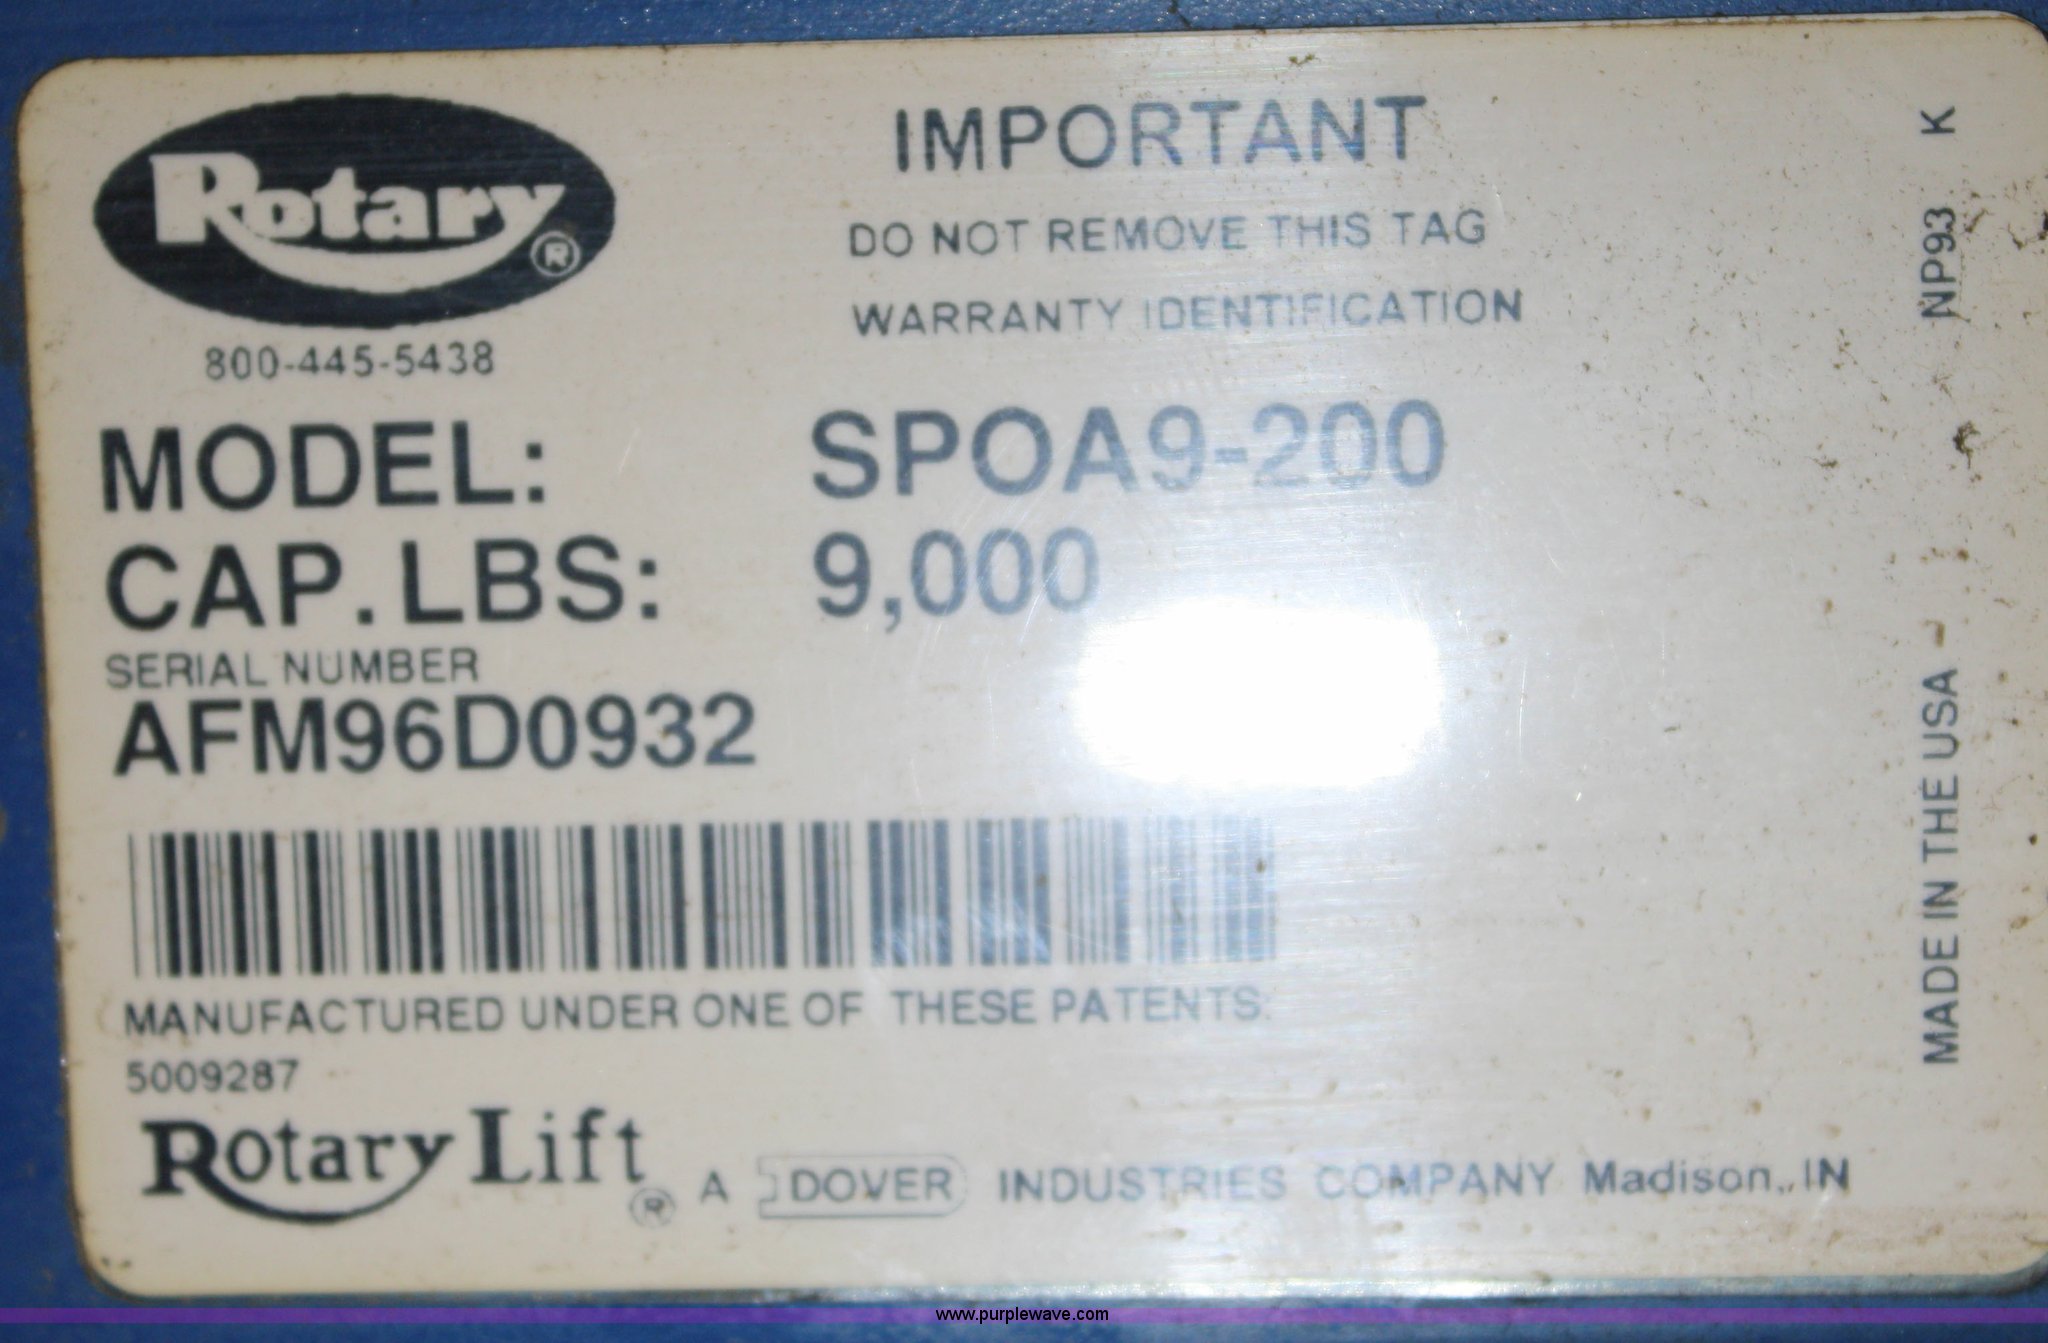 Rotary®
800-445-5438
IMPORTANT
DO NOT REMOVE THIS TAG
WARRANTY IDENTIFICATION
MODEL: SPOA9-200
CAP. LBS: 9,000
SERIAL NUMBER
AFM96D0932
MANUFACTURED UNDER ONE OF THESE PATENTS:
5009287
Rotary Lift® A DOVER INDUSTRIES COMPANY Madison, IN
MADE IN THE USA NP93 K
www.purplewave.com